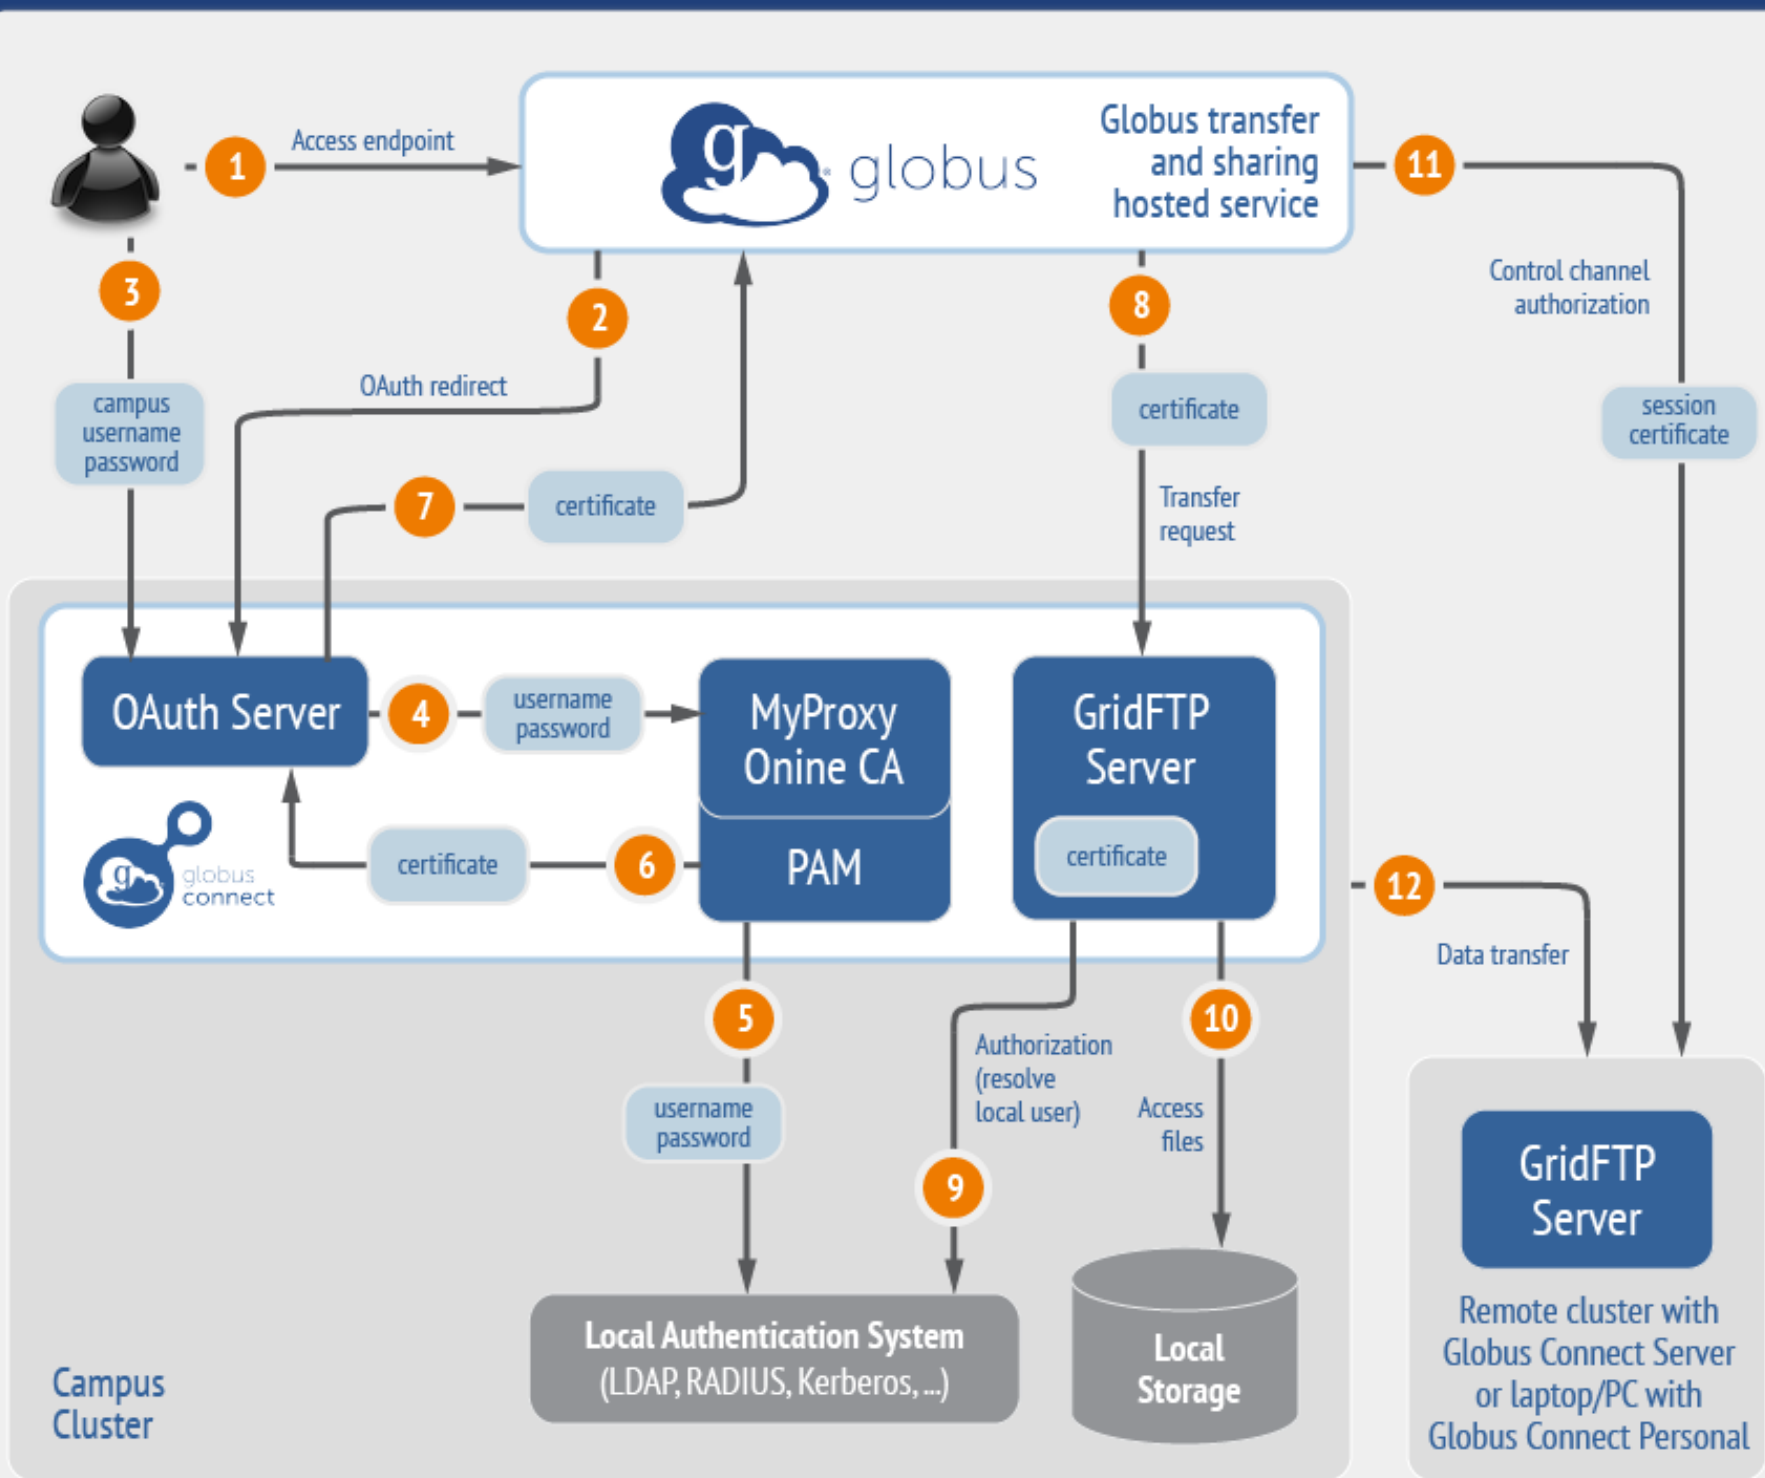 1
Access endpoint
g
globus
Globus transfer
and sharing
hosted service
11
3
2
8
Control channel
authorization
OAuth redirect
campus
username
password
certificate
session
certificate
7
certificate
Transfer
request
OAuth Server
4
username
password
MyProxy
Onine CA
GridFTP
Server
g
globus
connect
certificate
6
PAM
certificate
12
Data transfer
5
10
Authorization
(resolve
local user)
username
password
Access
files
9
GridFTP
Server
Local Authentication System
(LDAP, RADIUS, Kerberos, ...)
Local
Storage
Campus
Cluster
Remote cluster with
Globus Connect Server
or laptop/PC with
Globus Connect Personal